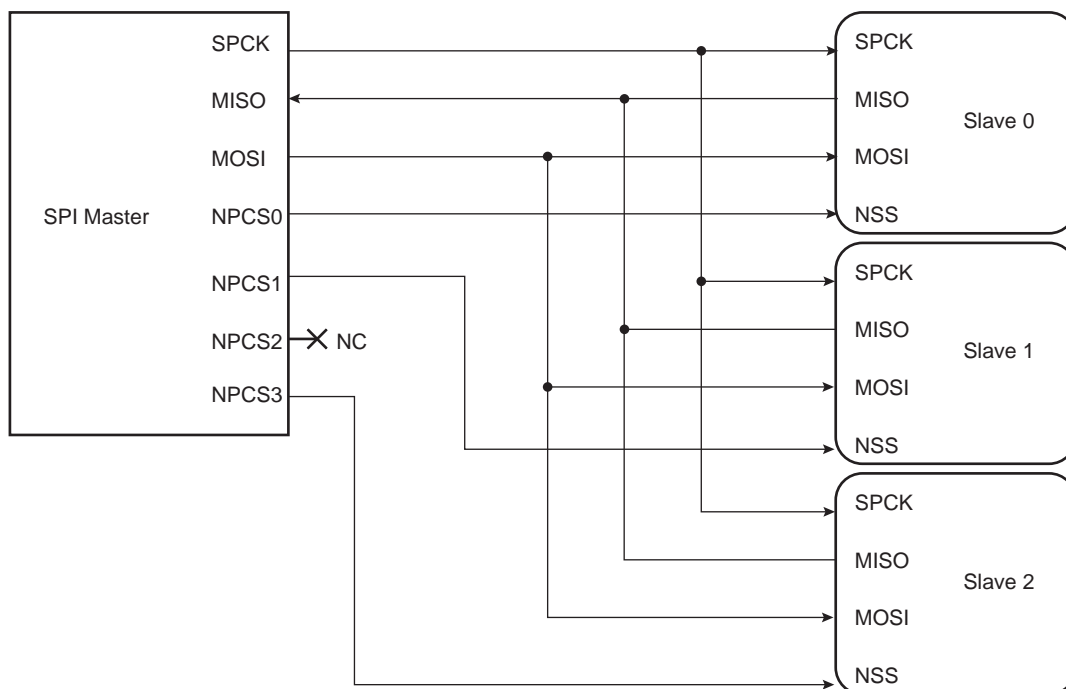 SPI Master
SPCK
MISO
MOSI
NPCS0
NPCS1
NPCS2
NC
NPCS3
SPCK
MISO
Slave 0
MOSI
NSS
SPCK
MISO
Slave 1
MOSI
NSS
SPCK
MISO
Slave 2
MOSI
NSS